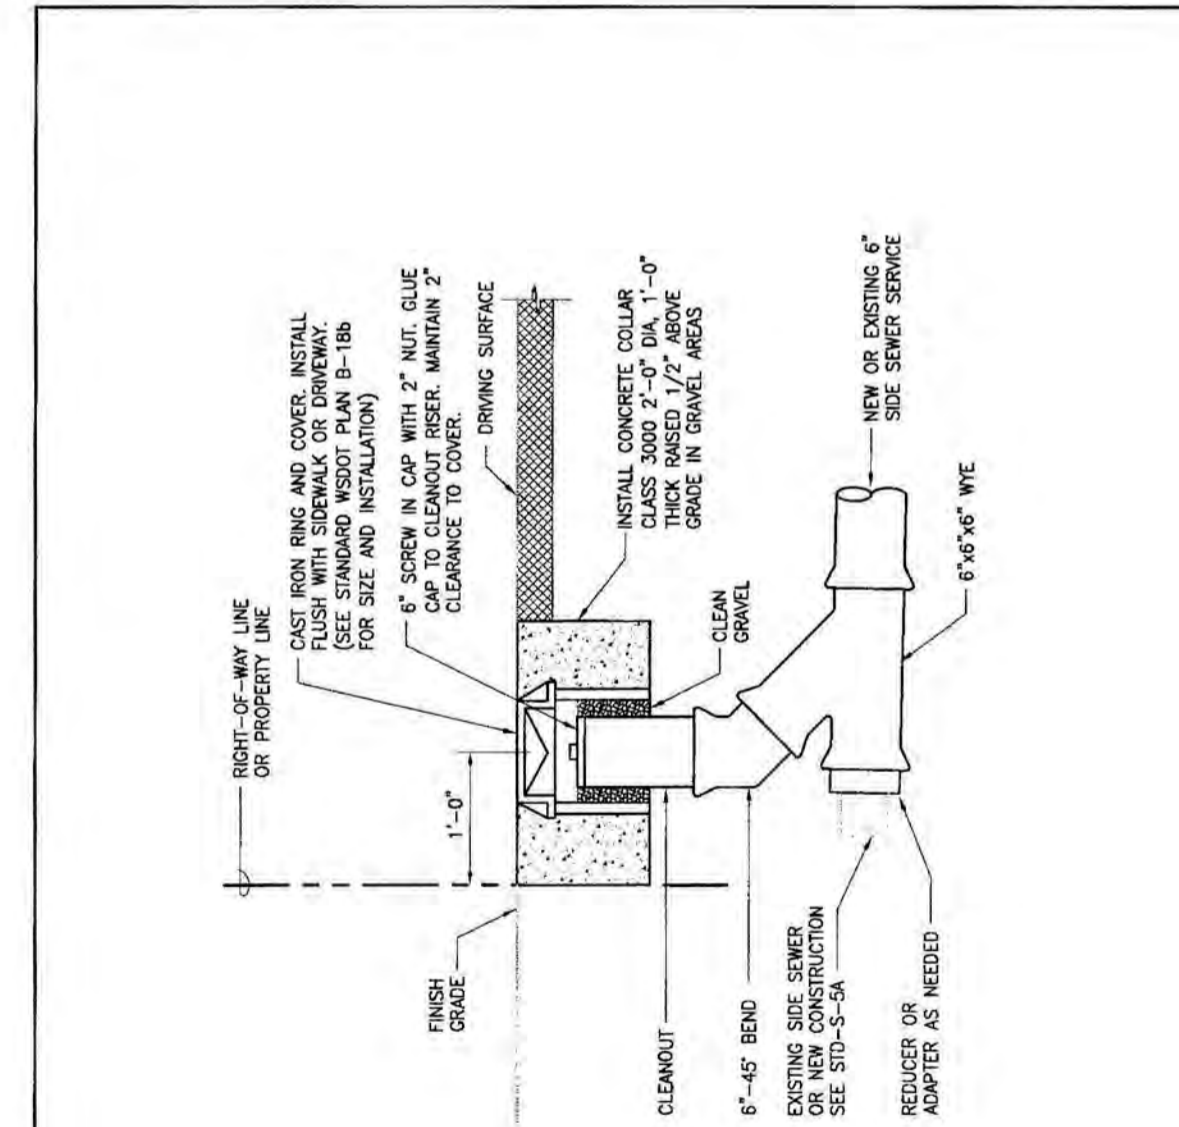 RIGHT-OF-WAY LINE
OR PROPERTY LINE
CAST IRON RING AND COVER. INSTALL
FLUSH WITH SIDEWALK OR DRIVEWAY.
(SEE STANDARD WSDOT PLAN B-18b
FOR SIZE AND INSTALLATION)
6" SCREW IN CAP WITH 2" NUT. GLUE
CAP TO CLEANOUT RISER. MAINTAIN 2"
CLEARANCE TO COVER.
DRIVING SURFACE
INSTALL CONCRETE COLLAR
CLASS 3000 2'-0" DIA, 1'-0"
THICK RAISED 1/2" ABOVE
GRADE IN GRAVEL AREAS
NEW OR EXISTING 6"
SIDE SEWER SERVICE
6"x6"x6" WYE
CLEAN
GRAVEL
1'-0"
FINISH
GRADE
CLEANOUT
6"-45° BEND
EXISTING SIDE SEWER
OR NEW CONSTRUCTION
SEE STD-S-5A
REDUCER OR
ADAPTER AS NEEDED